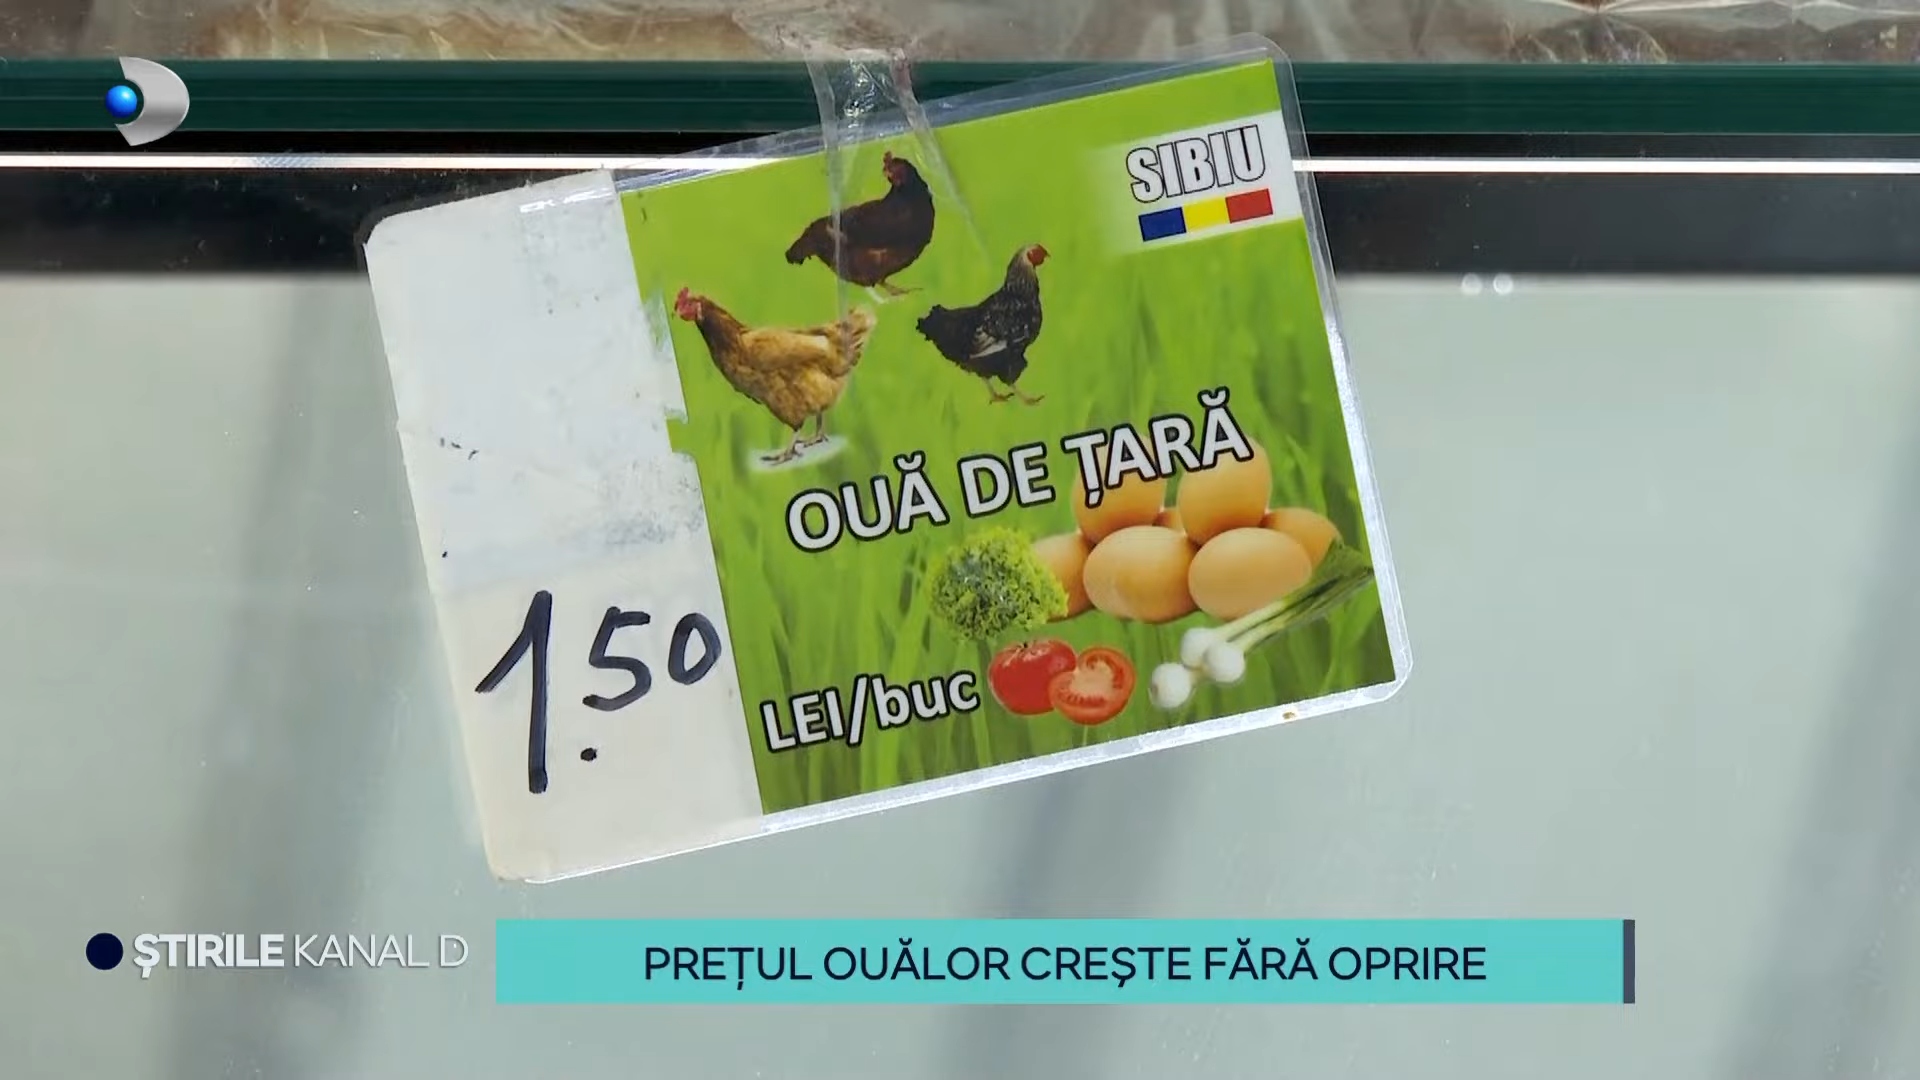 SIBIU
OUĂ DE ȚARĂ
1.50
LEI/buc
ȘTIRILE KANAL D
PREȚUL OUĂLOR CREȘTE FĂRĂ OPRIRE